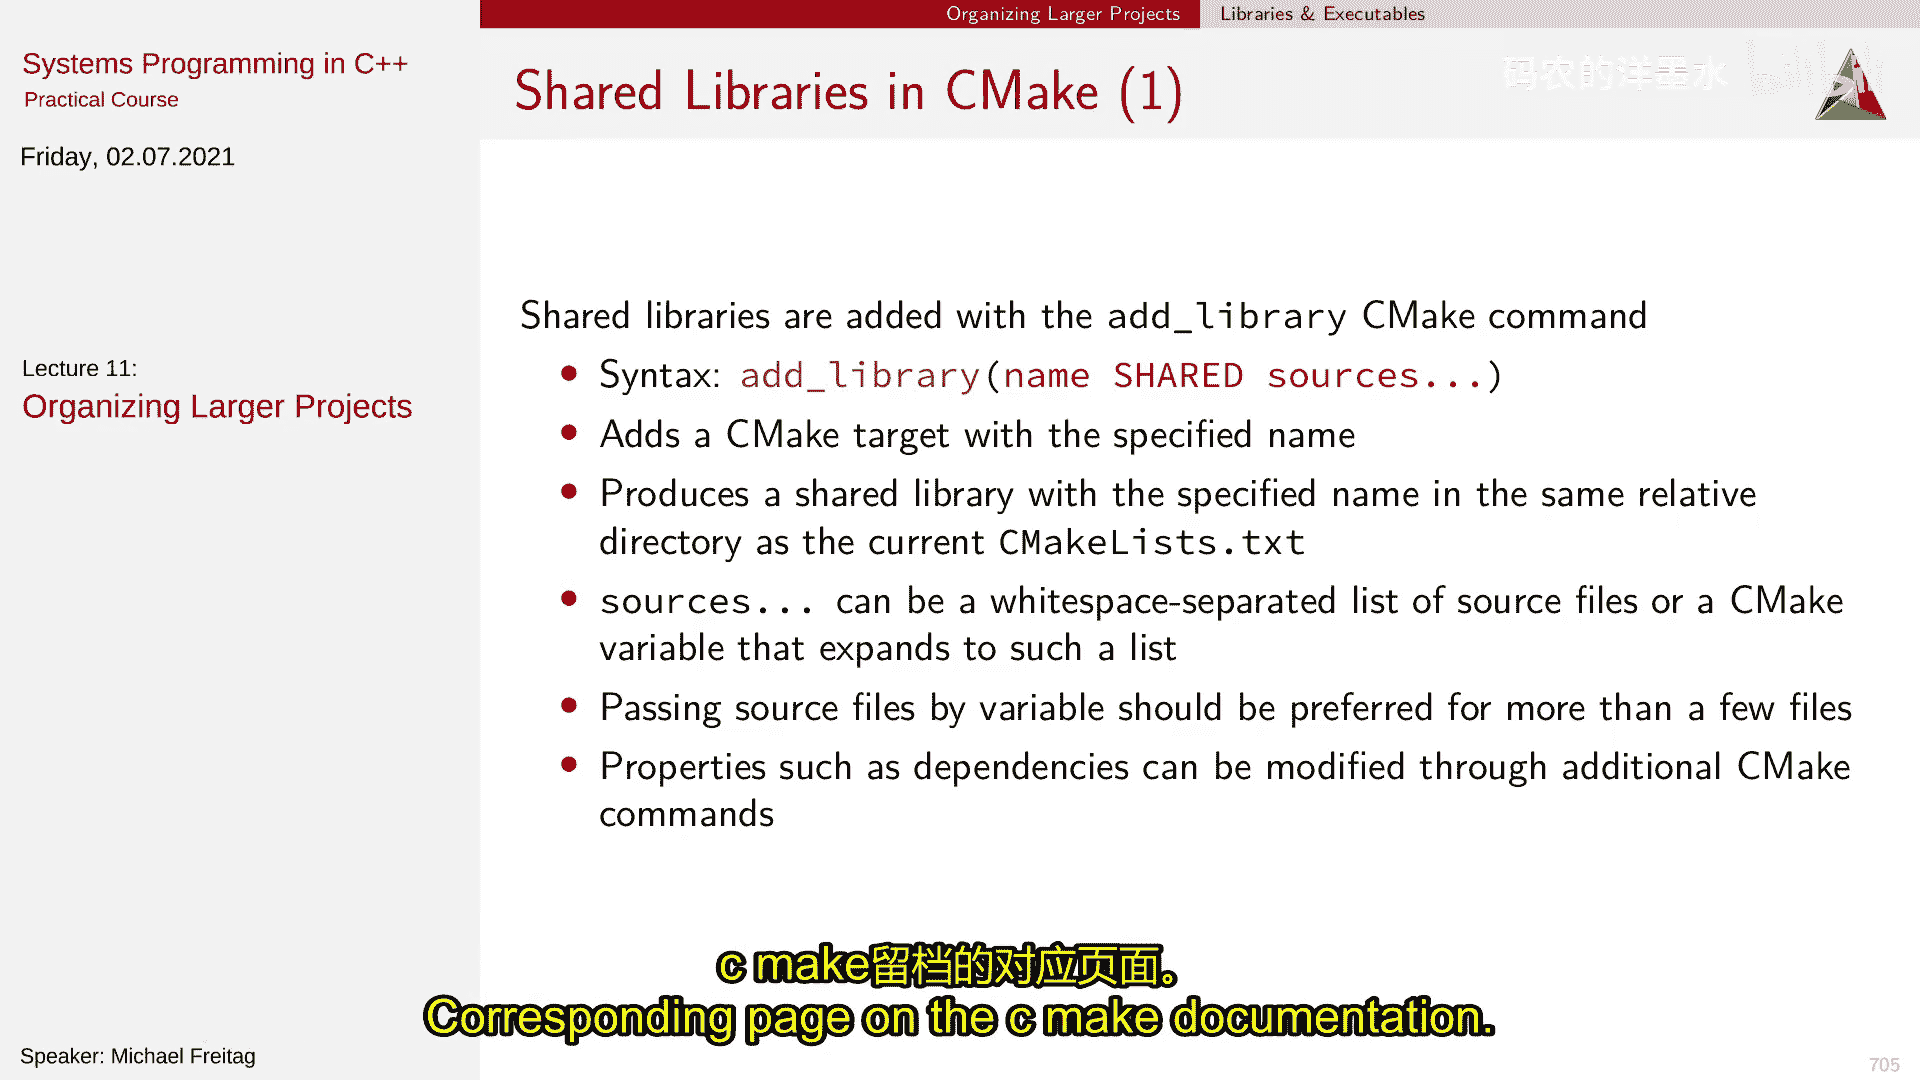 Organizing Larger Projects
Libraries & Executables
Systems Programming in C++
Practical Course
Friday, 02.07.2021
Shared Libraries in CMake (1)
码农的洋墨水
Lecture 11:
Organizing Larger Projects
Shared libraries are added with the add_library CMake command
• Syntax: add_library(name SHARED sources...)
• Adds a CMake target with the specified name
• Produces a shared library with the specified name in the same relative
directory as the current CMakeLists.txt
• sources... can be a whitespace-separated list of source files or a CMake
variable that expands to such a list
• Passing source files by variable should be preferred for more than a few files
• Properties such as dependencies can be modified through additional CMake
commands
c make留档的对应页面。
Corresponding page on the c make documentation.
Speaker: Michael Freitag
705